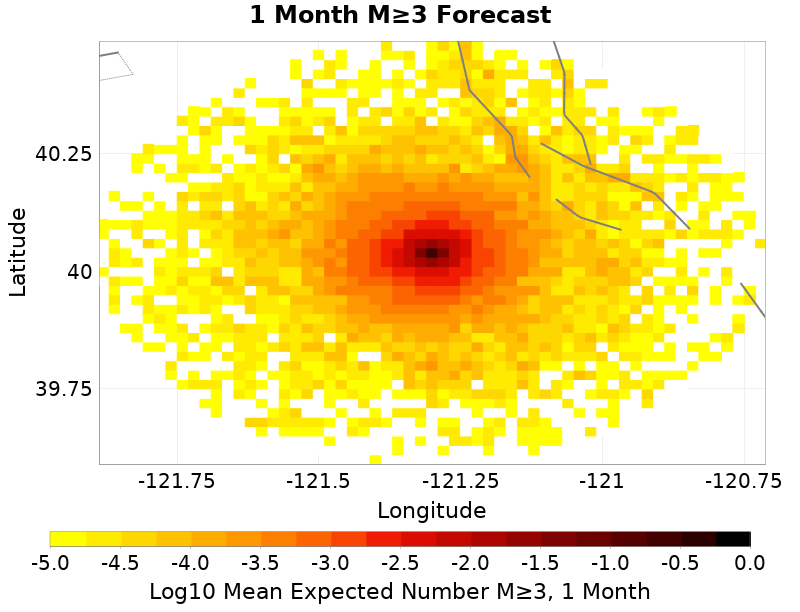 1 Month M≥3 Forecast
Latitude
40.25
40
39.75
-121.75 -121.5 -121.25 -121 -120.75
Longitude
-5.0 -4.5 -4.0 -3.5 -3.0 -2.5 -2.0 -1.5 -1.0 -0.5 0.0
Log10 Mean Expected Number M≥3, 1 Month